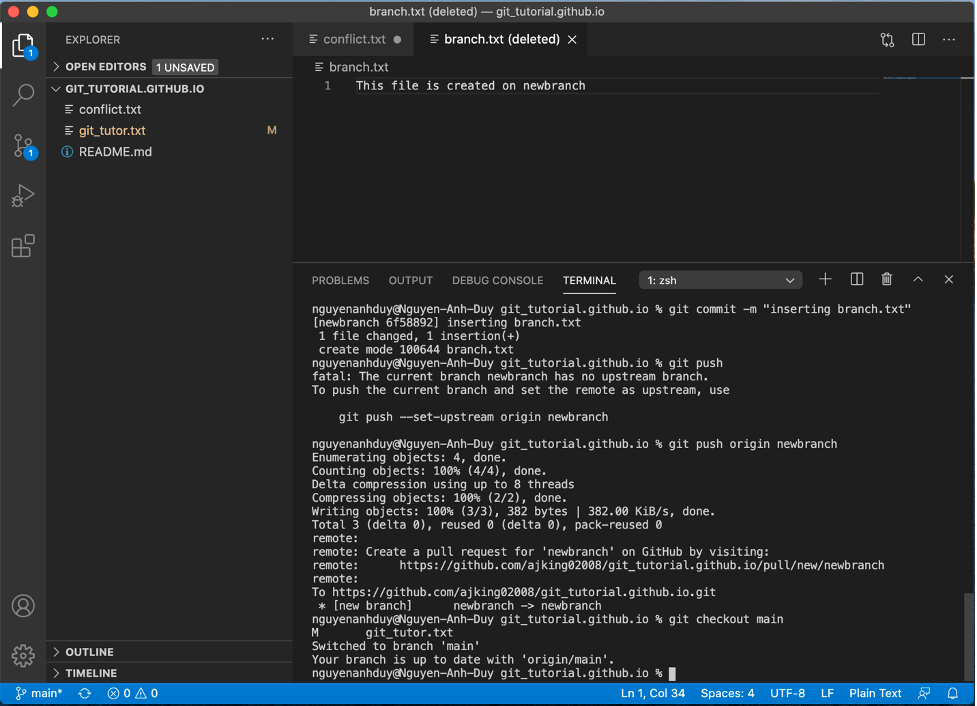 branch.txt (deleted) — git_tutorial.github.io
EXPLORER
conflict.txt
branch.txt (deleted)
1
OPEN EDITORS 1 UNSAVED
branch.txt
GIT_TUTORIAL.GITHUB.IO
1 This file is created on newbranch
conflict.txt
git_tutor.txt M
README.md
1
PROBLEMS OUTPUT DEBUG CONSOLE TERMINAL 1: zsh
nguyenanhduy@Nguyen-Anh-Duy git_tutorial.github.io % git commit -m "inserting branch.txt"
[newbranch 6f58892] inserting branch.txt
1 file changed, 1 insertion(+)
create mode 100644 branch.txt
nguyenanhduy@Nguyen-Anh-Duy git_tutorial.github.io % git push
fatal: The current branch newbranch has no upstream branch.
To push the current branch and set the remote as upstream, use
git push --set-upstream origin newbranch
nguyenanhduy@Nguyen-Anh-Duy git_tutorial.github.io % git push origin newbranch
Enumerating objects: 4, done.
Counting objects: 100% (4/4), done.
Delta compression using up to 8 threads
Compressing objects: 100% (2/2), done.
Writing objects: 100% (3/3), 382 bytes | 382.00 KiB/s, done.
Total 3 (delta 0), reused 0 (delta 0), pack-reused 0
remote:
remote: Create a pull request for 'newbranch' on GitHub by visiting:
remote: https://github.com/ajking02008/git_tutorial.github.io/pull/new/newbranch
remote:
To https://github.com/ajking02008/git_tutorial.github.io.git
* [new branch] newbranch -> newbranch
nguyenanhduy@Nguyen-Anh-Duy git_tutorial.github.io % git checkout main
M git_tutor.txt
Switched to branch 'main'
Your branch is up to date with 'origin/main'.
nguyenanhduy@Nguyen-Anh-Duy git_tutorial.github.io %
OUTLINE
TIMELINE
main* 0 0 Ln 1, Col 34 Spaces: 4 UTF-8 LF Plain Text